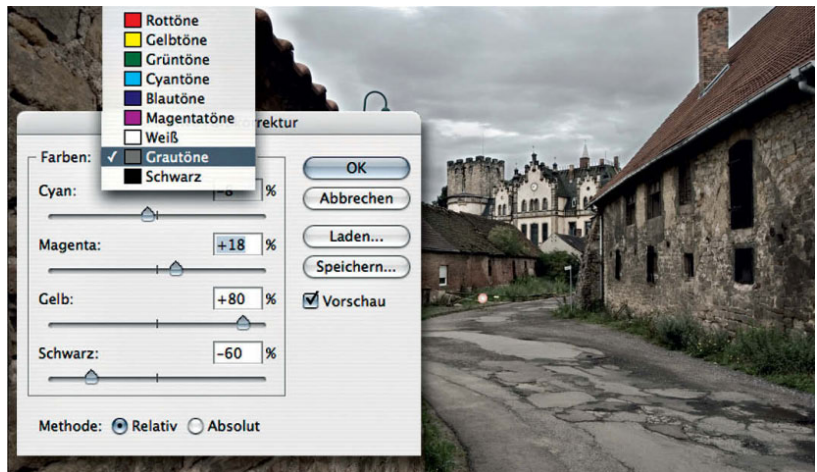 Rottöne
Gelbtöne
Grüntöne
Cyantöne
Blautöne
Magentatöne
rrektur
Weiß
Farben: ✓ Grautöne
Schwarz
OK
Cyan: %
Abbrechen
Magenta: +18 %
Laden...
Speichern...
Gelb: +80 %
Vorschau
Schwarz: -60 %
Methode: Relativ Absolut